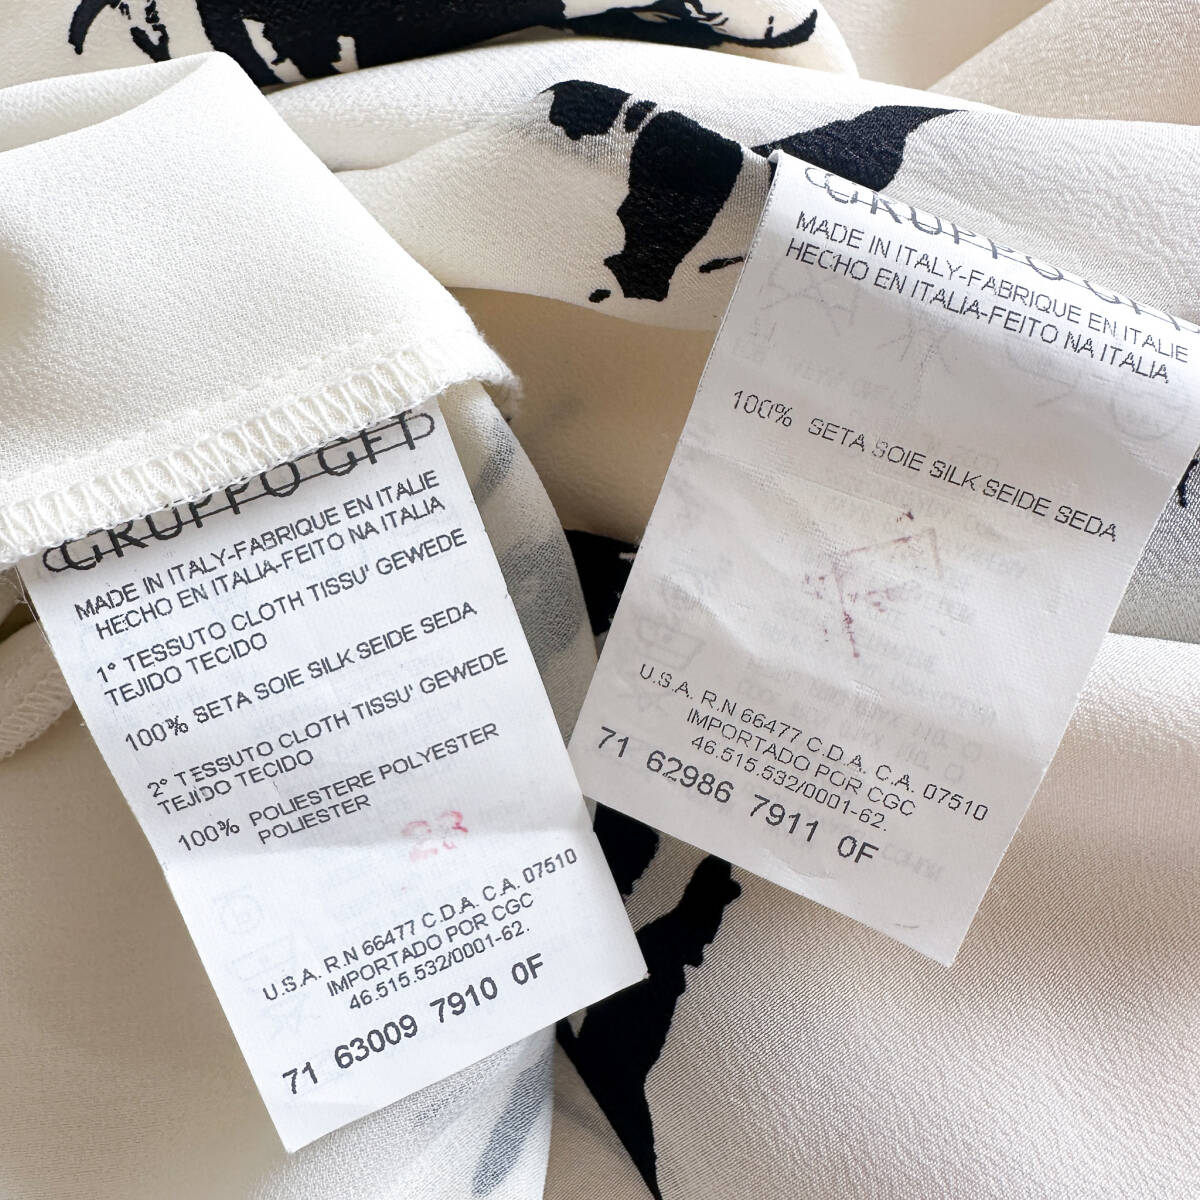 GRUPPO GFT
MADE IN ITALY-FABRIQUE EN ITALIE
HECHO EN ITALIA-FEITO NA ITALIA
1° TESSUTO CLOTH TISSU' GEWEDE
TEJIDO TECIDO
100% SETA SOIE SILK SEIDE SEDA
2° TESSUTO CLOTH TISSU' GEWEDE
TEJIDO TECIDO
100% POLIESTERE POLYESTER
POLIESTER
23
U.S.A. R.N 66477 C.D.A. C.A. 07510
IMPORTADO POR CGC
46.515.532/0001-62.
71 63009 7910 0F
GRUPPO GFT
MADE IN ITALY-FABRIQUE EN ITALIE
HECHO EN ITALIA-FEITO NA ITALIA
100% SETA SOIE SILK SEIDE SEDA
U.S.A. R.N 66477 C.D.A. C.A. 07510
IMPORTADO POR CGC
46.515.532/0001-62.
71 62986 7911 0F